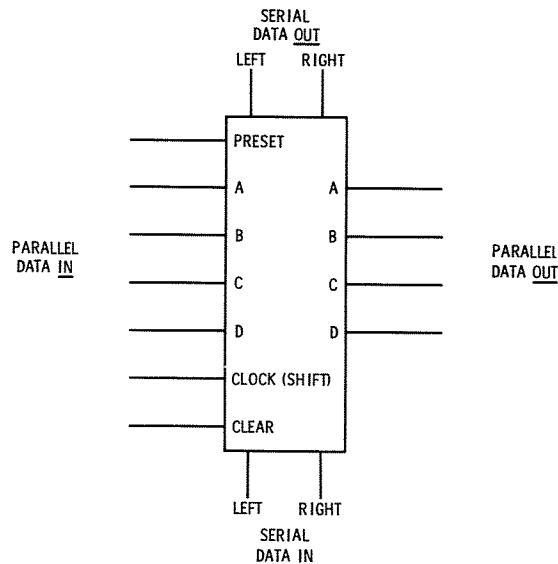 SERIAL
DATA OUT
LEFT RIGHT
PRESET
A A
B B
PARALLEL
DATA IN
PARALLEL
DATA OUT
C C
D D
CLOCK (SHIFT)
CLEAR
LEFT RIGHT
SERIAL
DATA IN